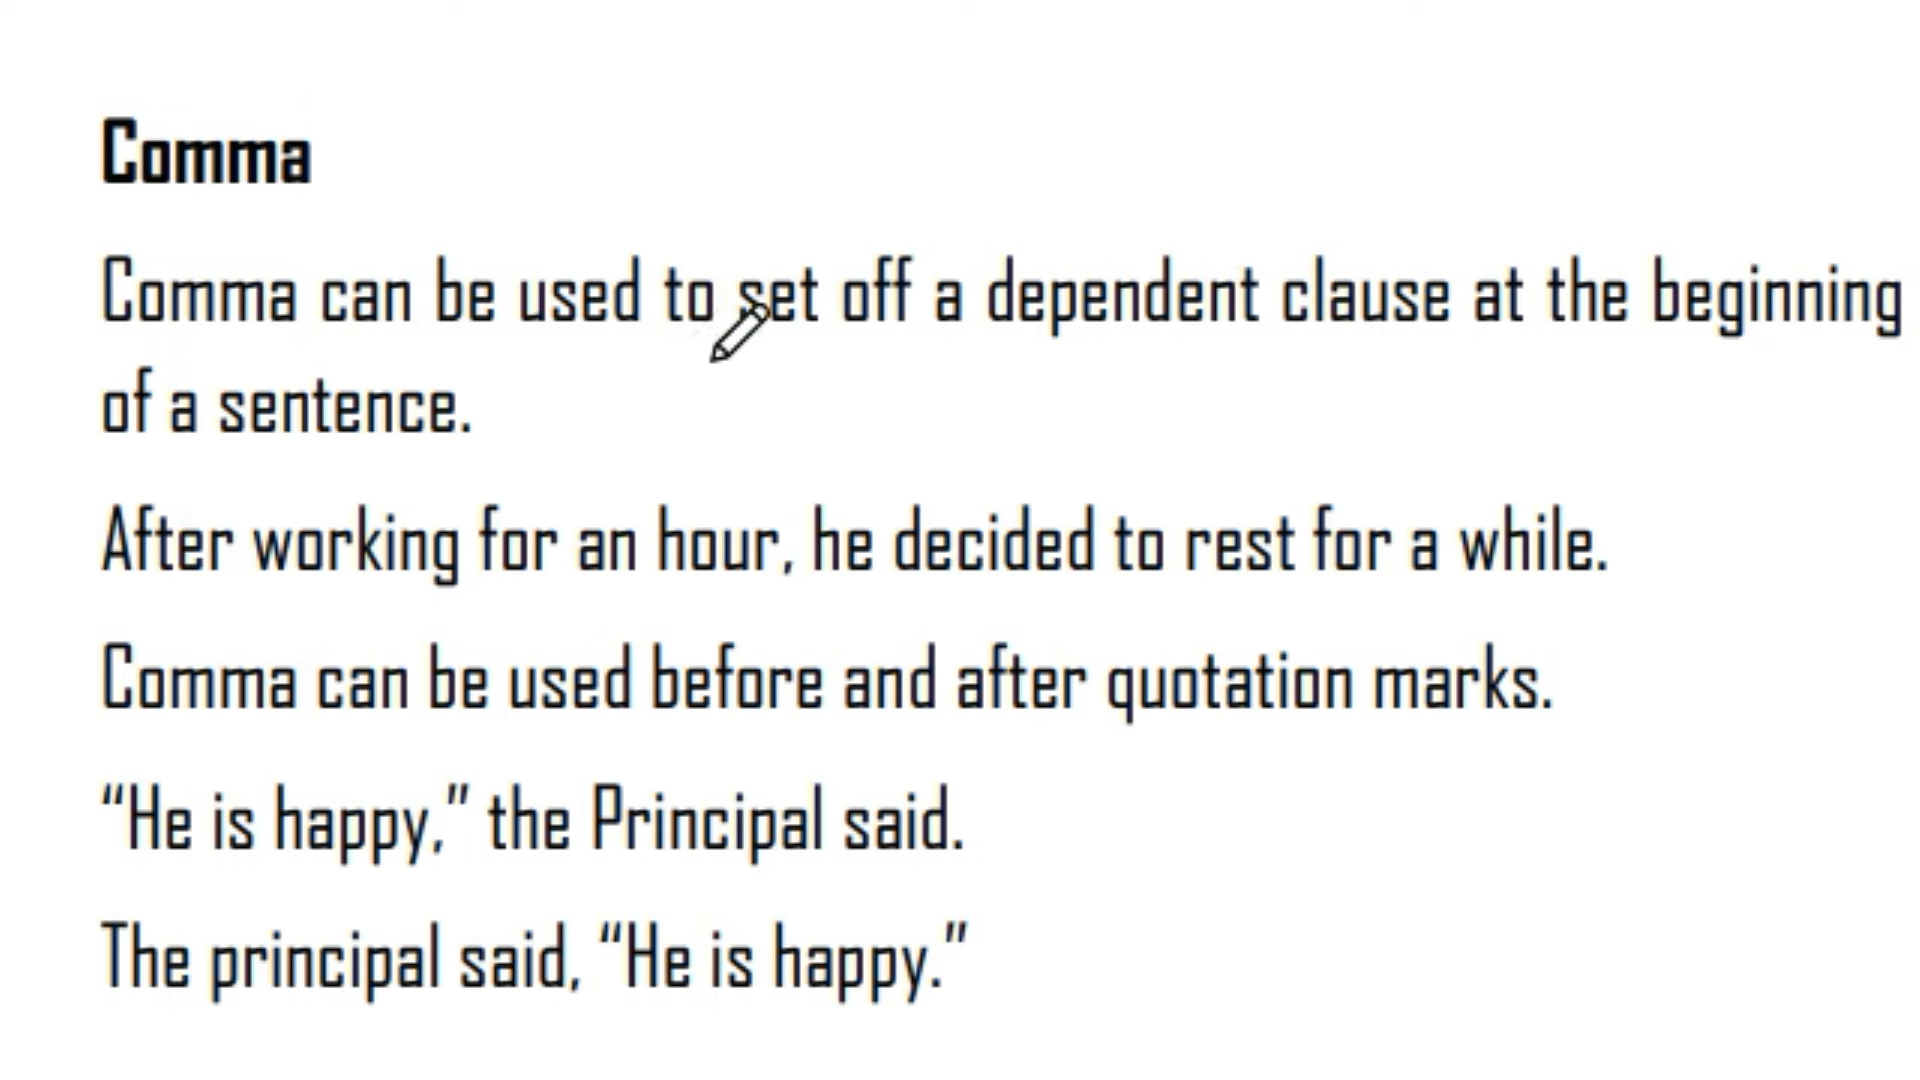 Comma
Comma can be used to set off a dependent clause at the beginning
of a sentence.
After working for an hour, he decided to rest for a while.
Comma can be used before and after quotation marks.
“He is happy,” the Principal said.
The principal said, “He is happy.”